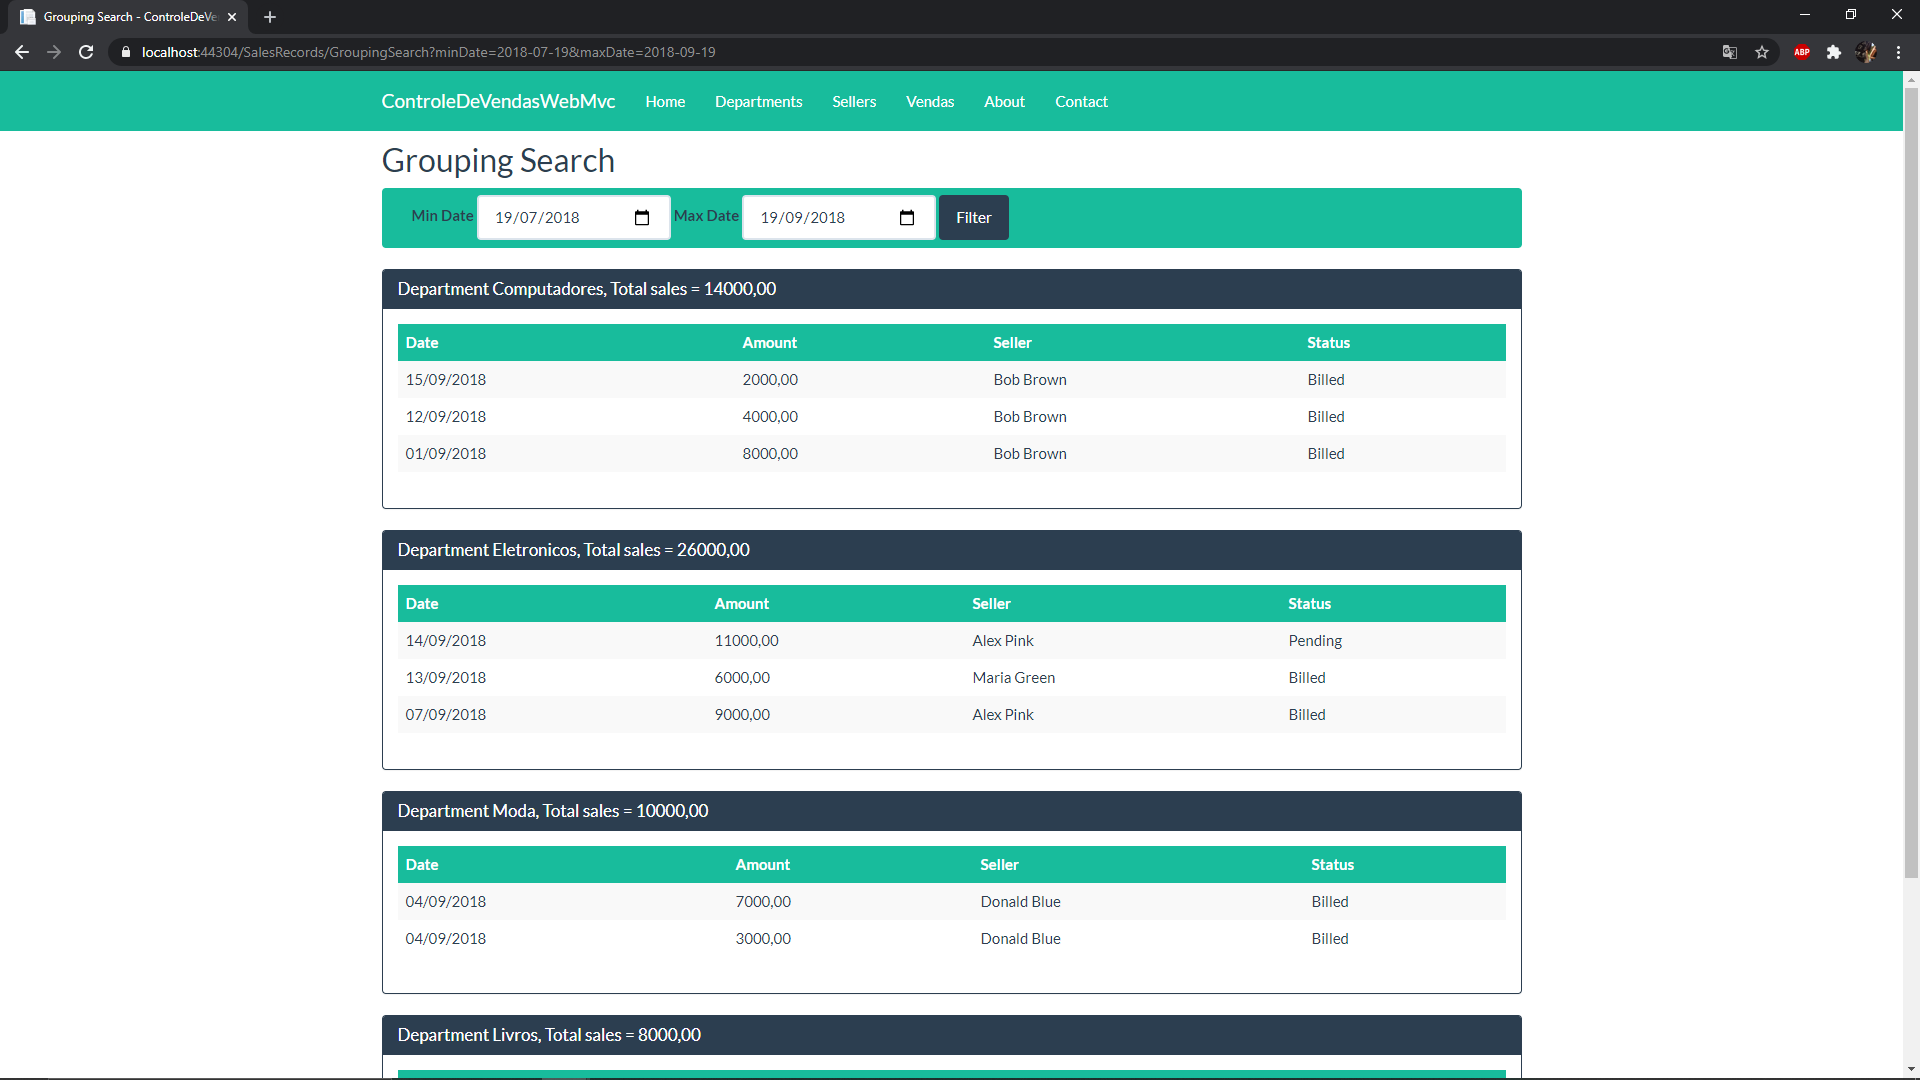 Grouping Search - ControleDeVe
localhost:44304/SalesRecords/GroupingSearch?minDate=2018-07-19&maxDate=2018-09-19
ABP
ControleDeVendasWebMvc Home Departments Sellers Vendas About Contact
Grouping Search
Min Date 19/07/2018 Max Date 19/09/2018 Filter
Department Computadores, Total sales = 14000,00
Date Amount Seller Status
15/09/2018 2000,00 Bob Brown Billed
12/09/2018 4000,00 Bob Brown Billed
01/09/2018 8000,00 Bob Brown Billed
Department Eletronicos, Total sales = 26000,00
Date Amount Seller Status
14/09/2018 11000,00 Alex Pink Pending
13/09/2018 6000,00 Maria Green Billed
07/09/2018 9000,00 Alex Pink Billed
Department Moda, Total sales = 10000,00
Date Amount Seller Status
04/09/2018 7000,00 Donald Blue Billed
04/09/2018 3000,00 Donald Blue Billed
Department Livros, Total sales = 8000,00